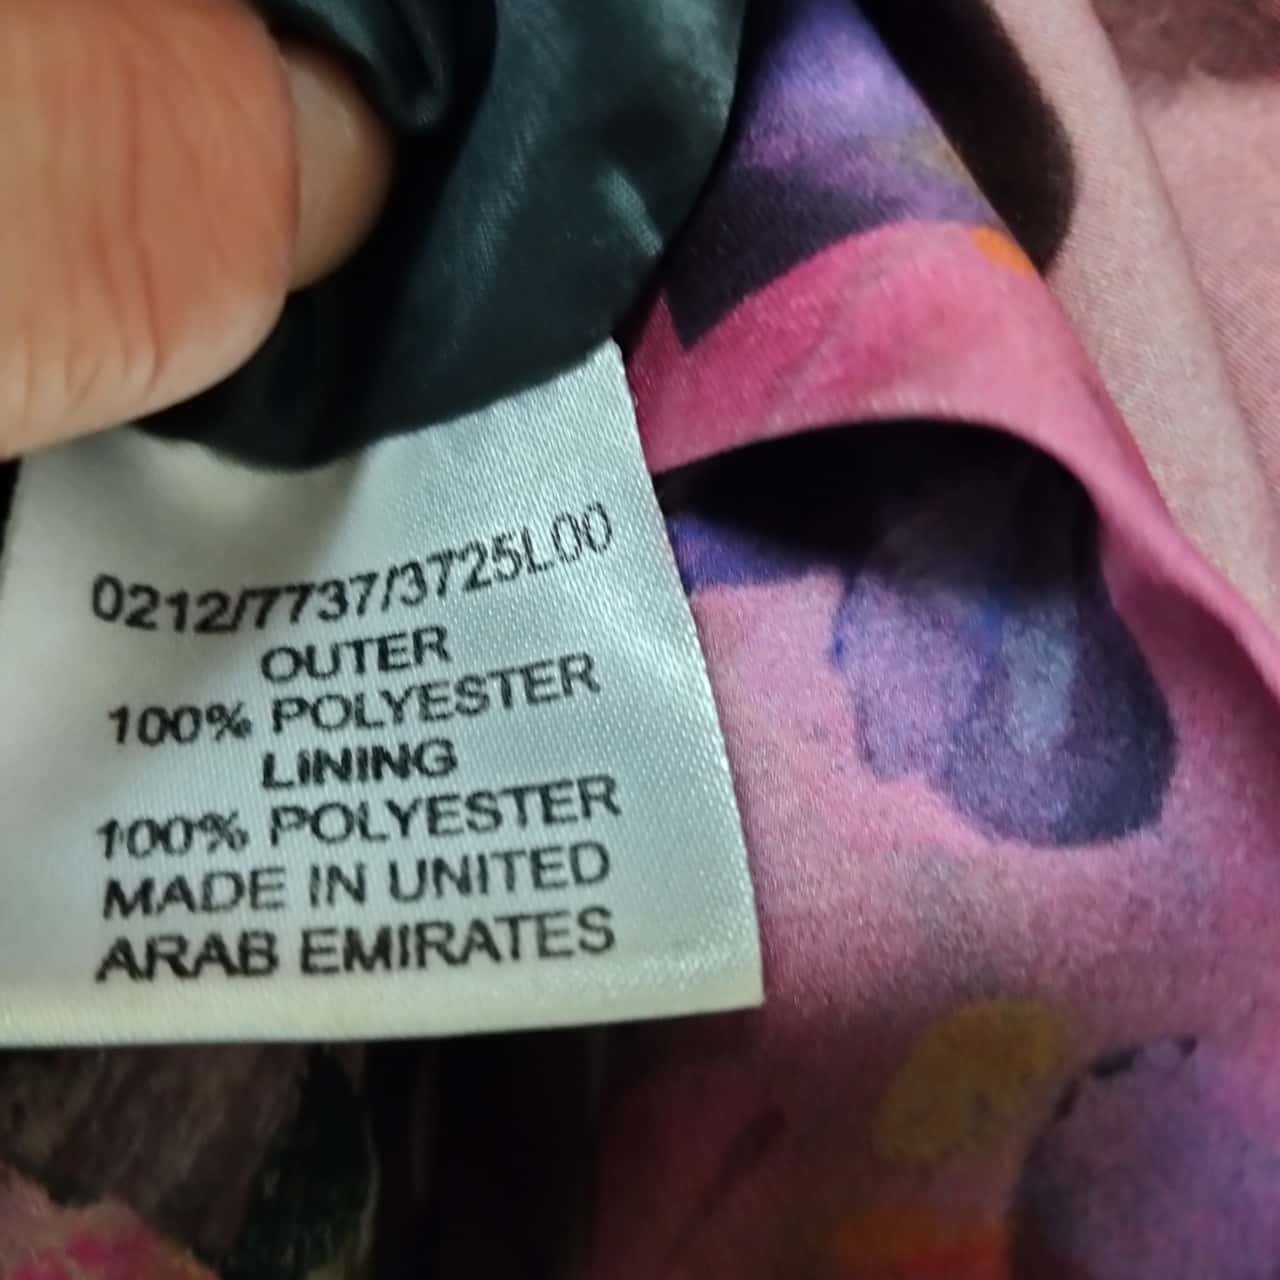 0212/7737/3725L00
OUTER
100% POLYESTER
LINING
100% POLYESTER
MADE IN UNITED
ARAB EMIRATES